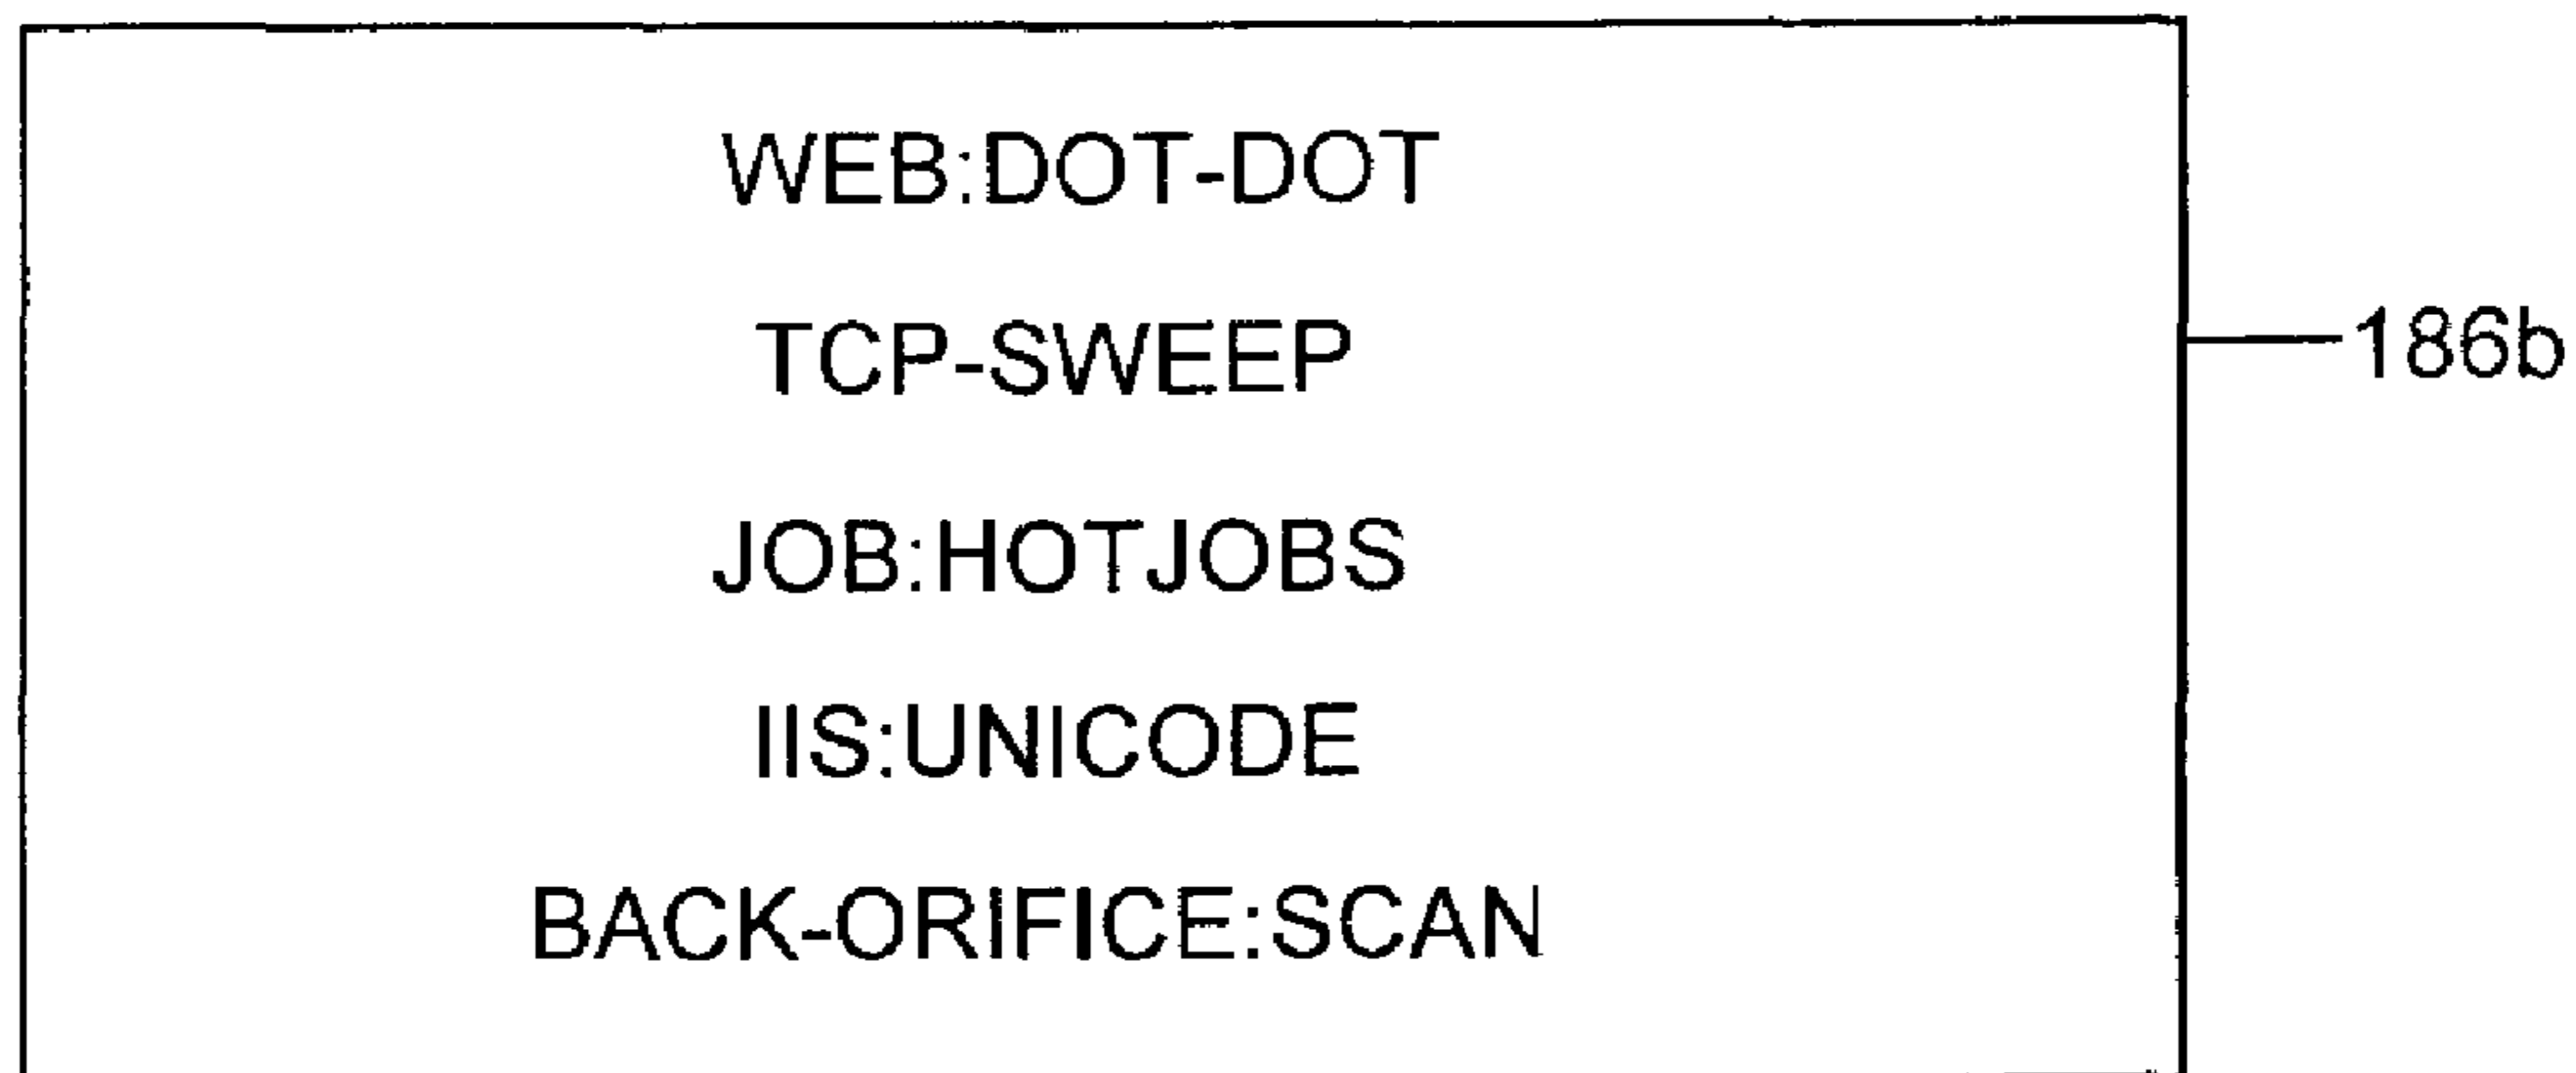 WEB:DOT-DOT
TCP-SWEEP
186b
JOB:HOTJOBS
IIS:UNICODE
BACK-ORIFICE:SCAN